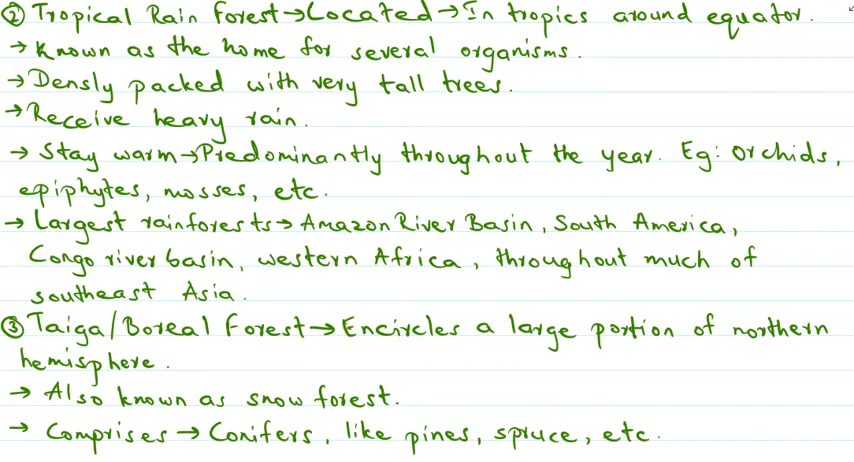 ② Tropical Rain Forest→Located→In tropics around equator.
→ Known as the home for several organisms.
→ Densly packed with very tall trees.
→ Receive heavy rain.
→ Stay warm→Predominantly throughout the year. Eg: Orchids,
epiphytes, mosses, etc.
→ Largest rainforests→ Amazon River Basin, South America,
Congo river basin, western Africa, throughout much of
southeast Asia.
③ Taiga/Boreal Forest→Encircles a large portion of northern
hemisphere.
→ Also known as snow forest.
→ Comprises→ Conifers, like pines, spruce, etc.